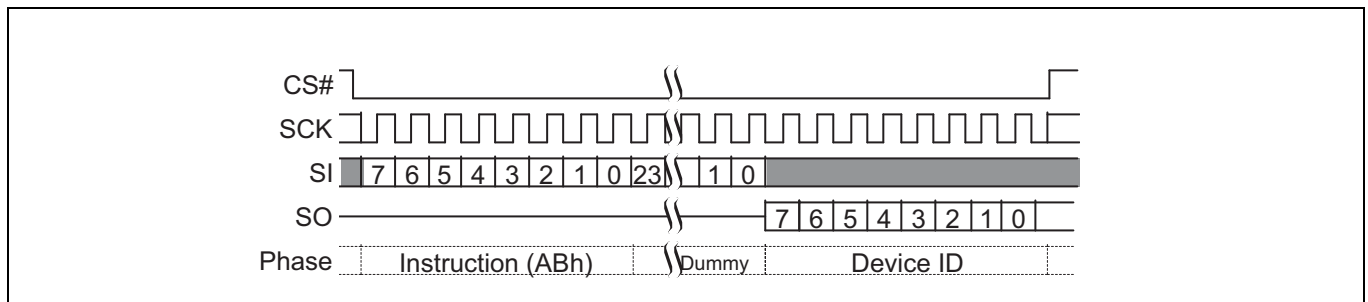 CS#
SCK
SI 7 6 5 4 3 2 1 0 23 1 0
SO 7 6 5 4 3 2 1 0
Phase Instruction (ABh) Dummy Device ID